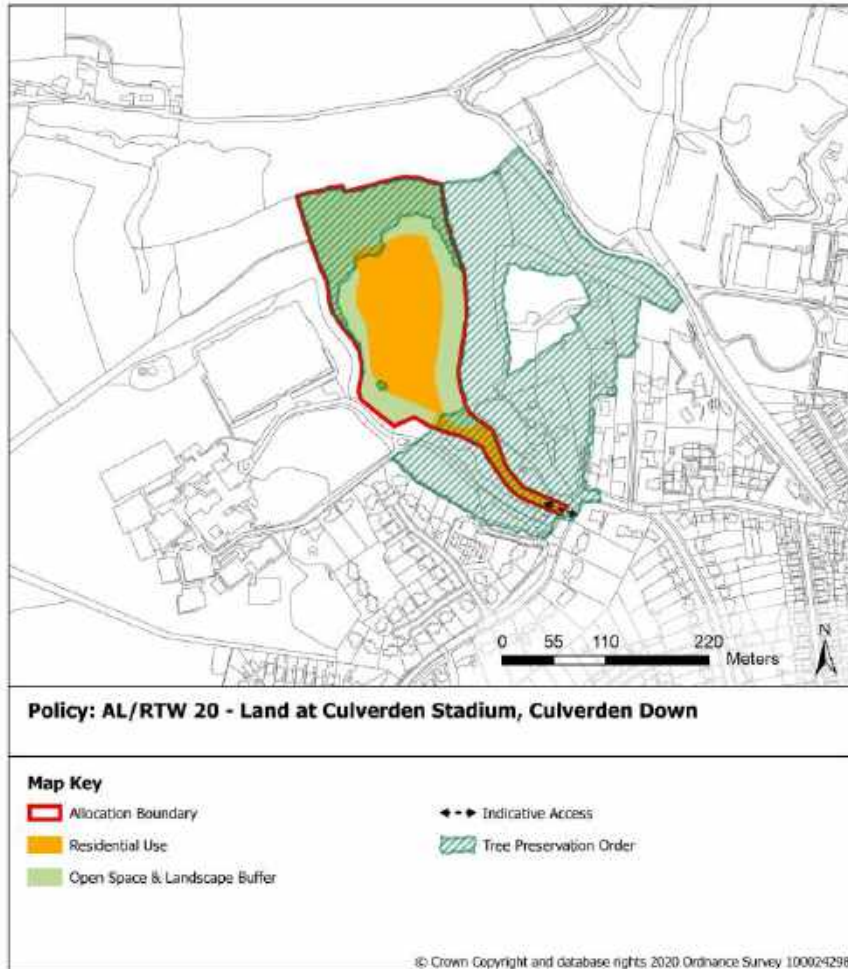 N
0 55 110 220
Meters
Policy: AL/RTW 20 - Land at Culverden Stadium, Culverden Down
Map Key
Allocation Boundary
Indicative Access
Residential Use
Tree Preservation Order
Open Space & Landscape Buffer
© Crown Copyright and database rights 2020 Ordnance Survey 100024298